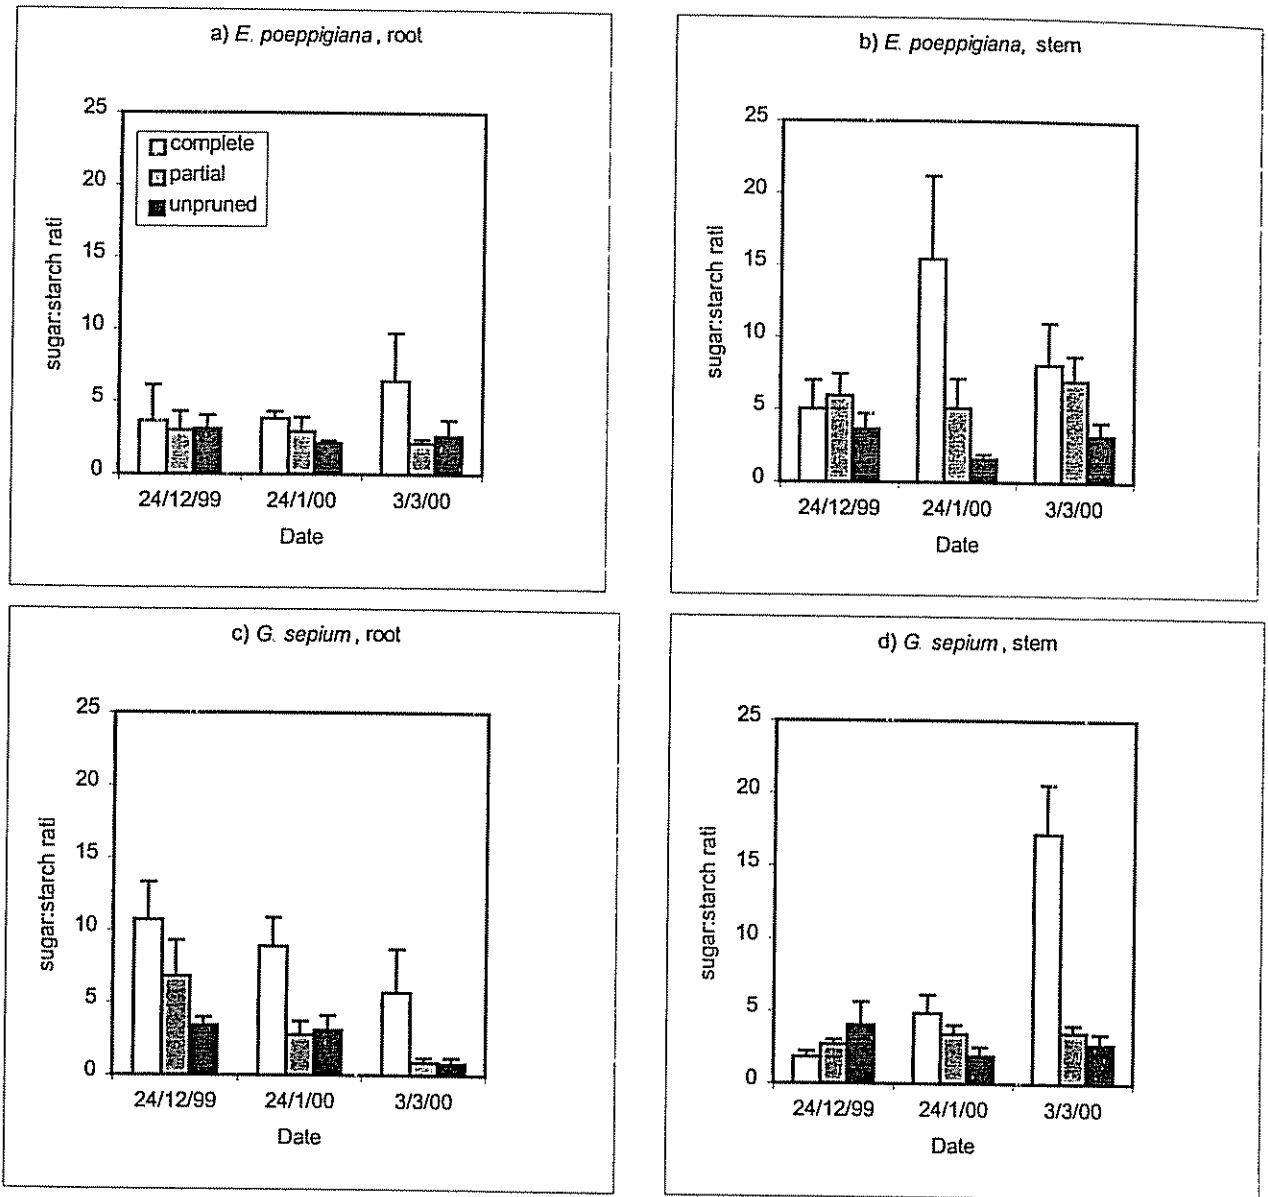 a) E. poeppigiana, root
25
20
15
10
5
0
sugar:starch rati
complete
partial
unpruned
24/12/99 24/1/00 3/3/00
Date
b) E. poeppigiana, stem
25
20
15
10
5
0
sugar:starch rati
24/12/99 24/1/00 3/3/00
Date
c) G. sepium, root
25
20
15
10
5
0
sugar:starch rati
24/12/99 24/1/00 3/3/00
Date
d) G. sepium, stem
25
20
15
10
5
0
sugar:starch rati
24/12/99 24/1/00 3/3/00
Date